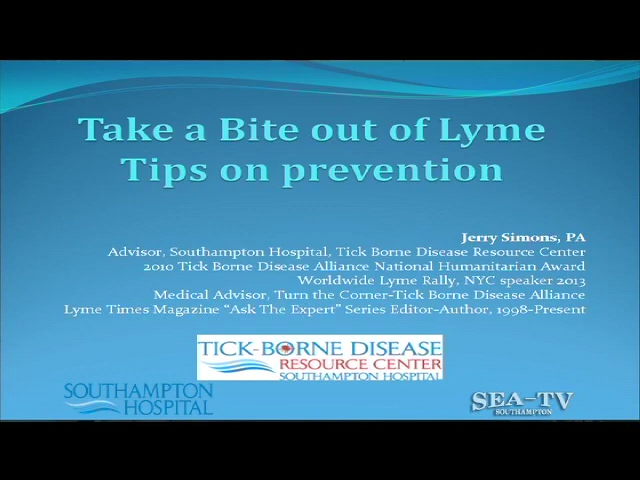 Take a Bite out of Lyme
Tips on prevention
Jerry Simons, PA
Advisor, Southampton Hospital, Tick Borne Disease Resource Center
2010 Tick Borne Disease Alliance National Humanitarian Award
Worldwide Lyme Rally, NYC speaker 2013
Medical Advisor, Turn the Corner-Tick Borne Disease Alliance
Lyme Times Magazine “Ask The Expert” Series Editor-Author, 1998-Present
TICK-BORNE DISEASE
RESOURCE CENTER
SOUTHAMPTON HOSPITAL
SOUTHAMPTON
HOSPITAL
SEA-TV
SOUTHAMPTON